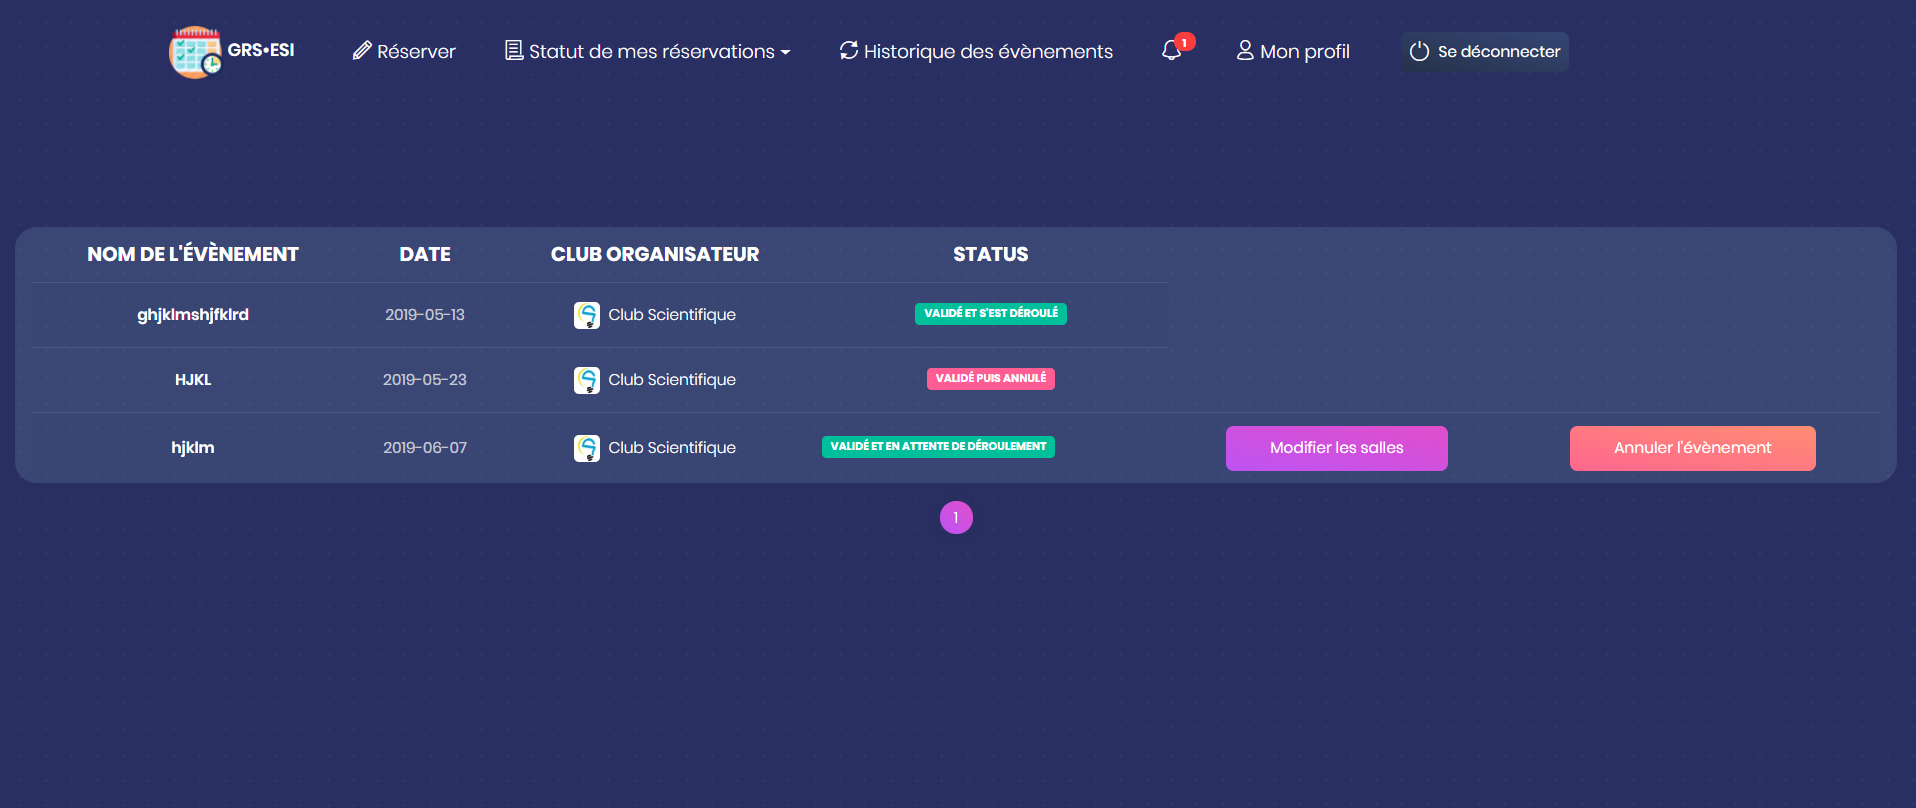 GRS•ESI Réserver Statut de mes réservations Historique des évènements 1 Mon profil Se déconnecter
NOM DE L'ÉVÈNEMENT DATE CLUB ORGANISATEUR STATUS
ghjklmshjfklrd 2019-05-13 Club Scientifique VALIDÉ ET S'EST DÉROULÉ
HJKL 2019-05-23 Club Scientifique VALIDÉ PUIS ANNULÉ
hjklm 2019-06-07 Club Scientifique VALIDÉ ET EN ATTENTE DE DÉROULEMENT Modifier les salles Annuler l'évènement
1